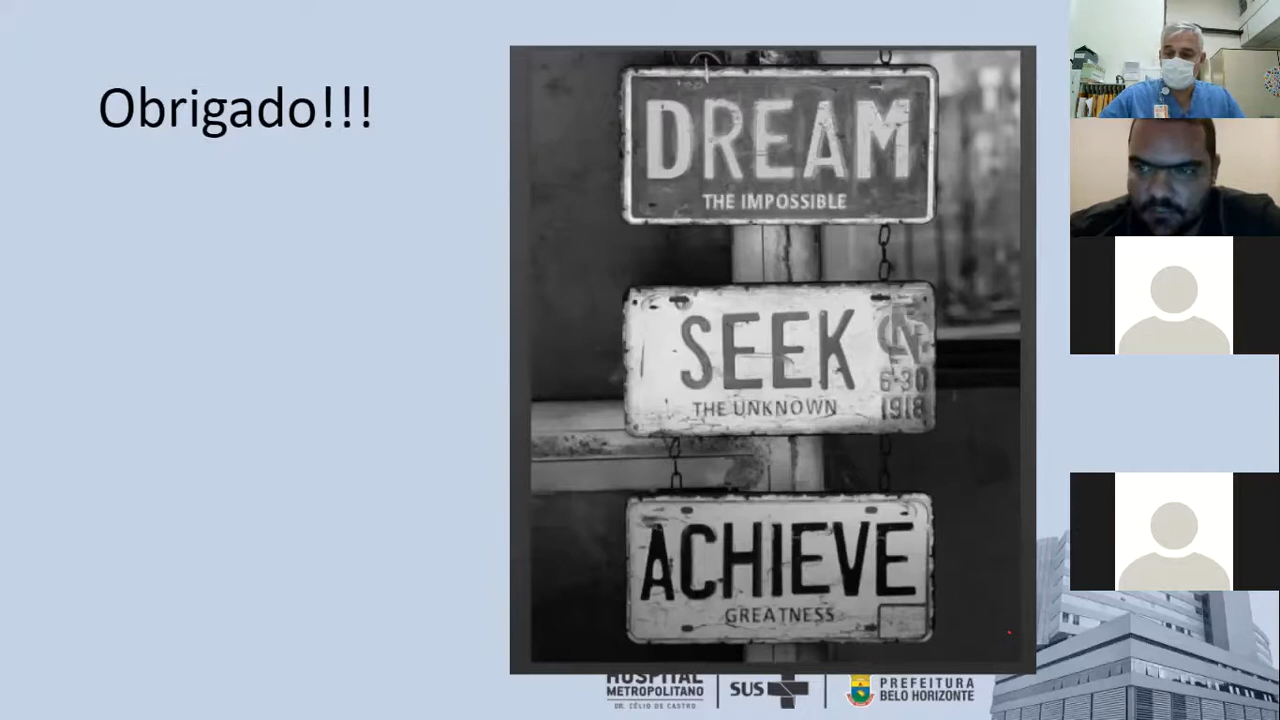 Obrigado!!!
DREAM
THE IMPOSSIBLE
SEEK
6-30
1918
THE UNKNOWN
ACHIEVE
GREATNESS
HOSPITAL
METROPOLITANO
DR. CÉLIO DE CASTRO
SUS
PREFEITURA
BELO HORIZONTE